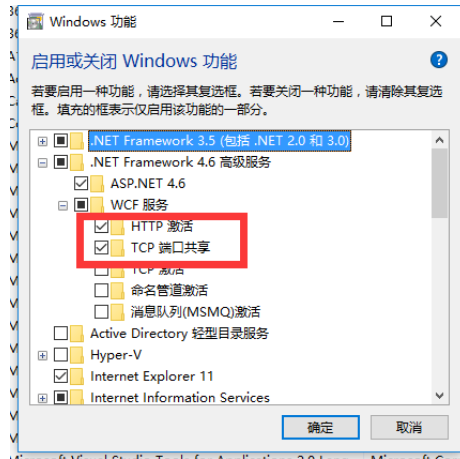 Windows 功能
启用或关闭 Windows 功能
若要启用一种功能，请选择其复选框。若要关闭一种功能，请清除其复选
框。填充的框表示仅启用该功能的一部分。
.NET Framework 3.5 (包括 .NET 2.0 和 3.0)
.NET Framework 4.6 高级服务
ASP.NET 4.6
WCF 服务
HTTP 激活
TCP 端口共享
TCP 激活
命名管道激活
消息队列(MSMQ)激活
Active Directory 轻型目录服务
Hyper-V
Internet Explorer 11
Internet Information Services
确定
取消